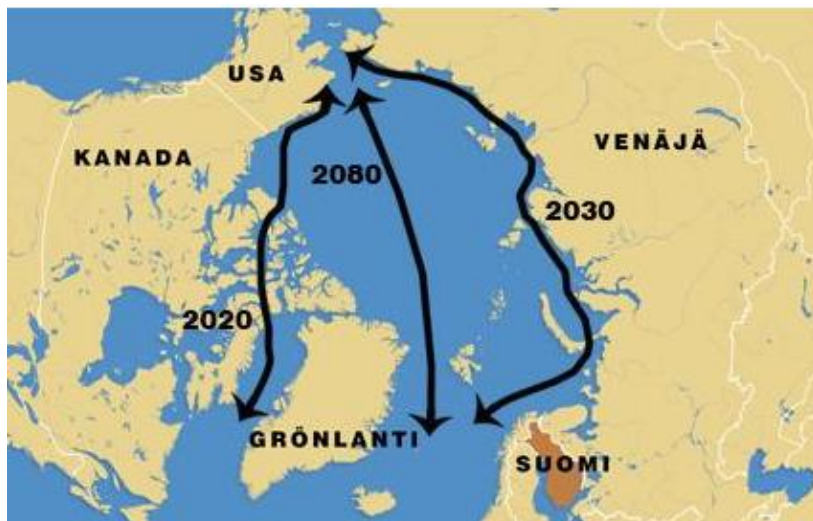 USA
KANADA
VENÄJÄ
2080
2030
2020
GRÖNLANTI
SUOMI